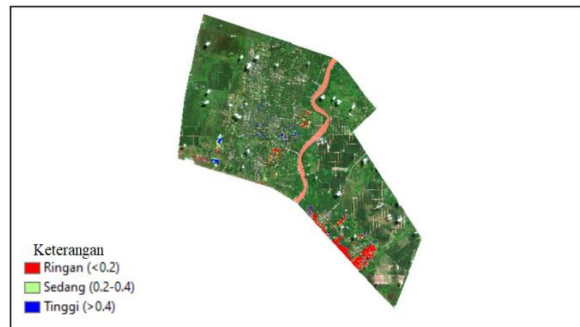 Keterangan
Ringan (<0.2)
Sedang (0.2-0.4)
Tinggi (>0.4)